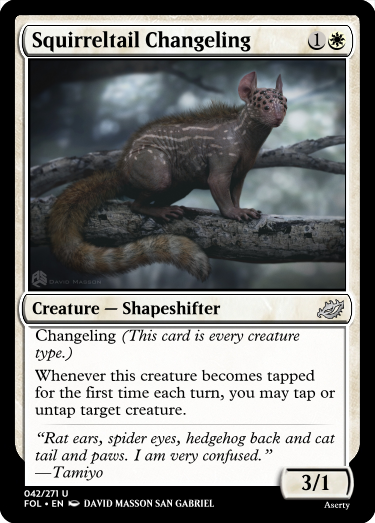 Squirreltail Changeling 1
DAVID MASSON
Creature — Shapeshifter
Changeling (This card is every creature
type.)
Whenever this creature becomes tapped
for the first time each turn, you may tap or
untap target creature.
“Rat ears, spider eyes, hedgehog back and cat
tail and paws. I am very confused.”
—Tamiyo
3/1
042/271 U
FOL • EN DAVID MASSON SAN GABRIEL
Aserty